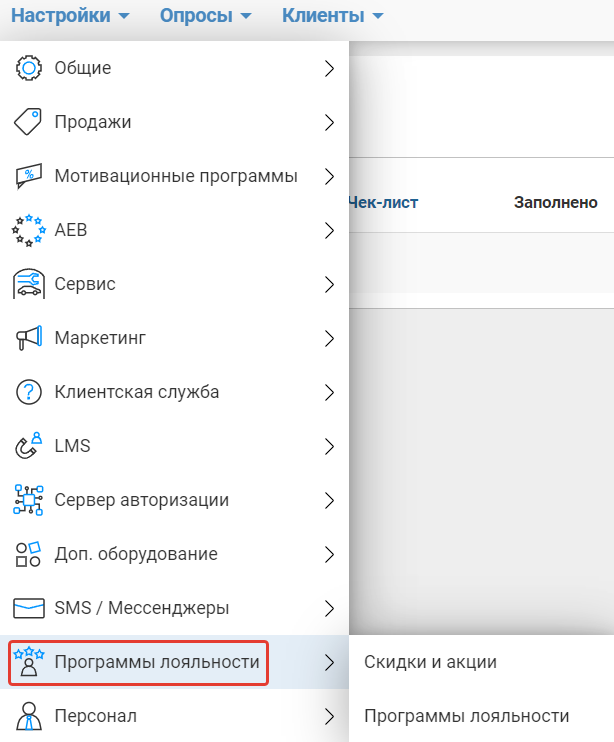 Настройки Опросы Клиенты
Общие
Продажи
Мотивационные программы
Чек-лист Заполнено
AEB
Сервис
Маркетинг
Клиентская служба
LMS
Сервер авторизации
Доп. оборудование
SMS / Мессенджеры
Программы лояльности
Скидки и акции
Персонал
Программы лояльности